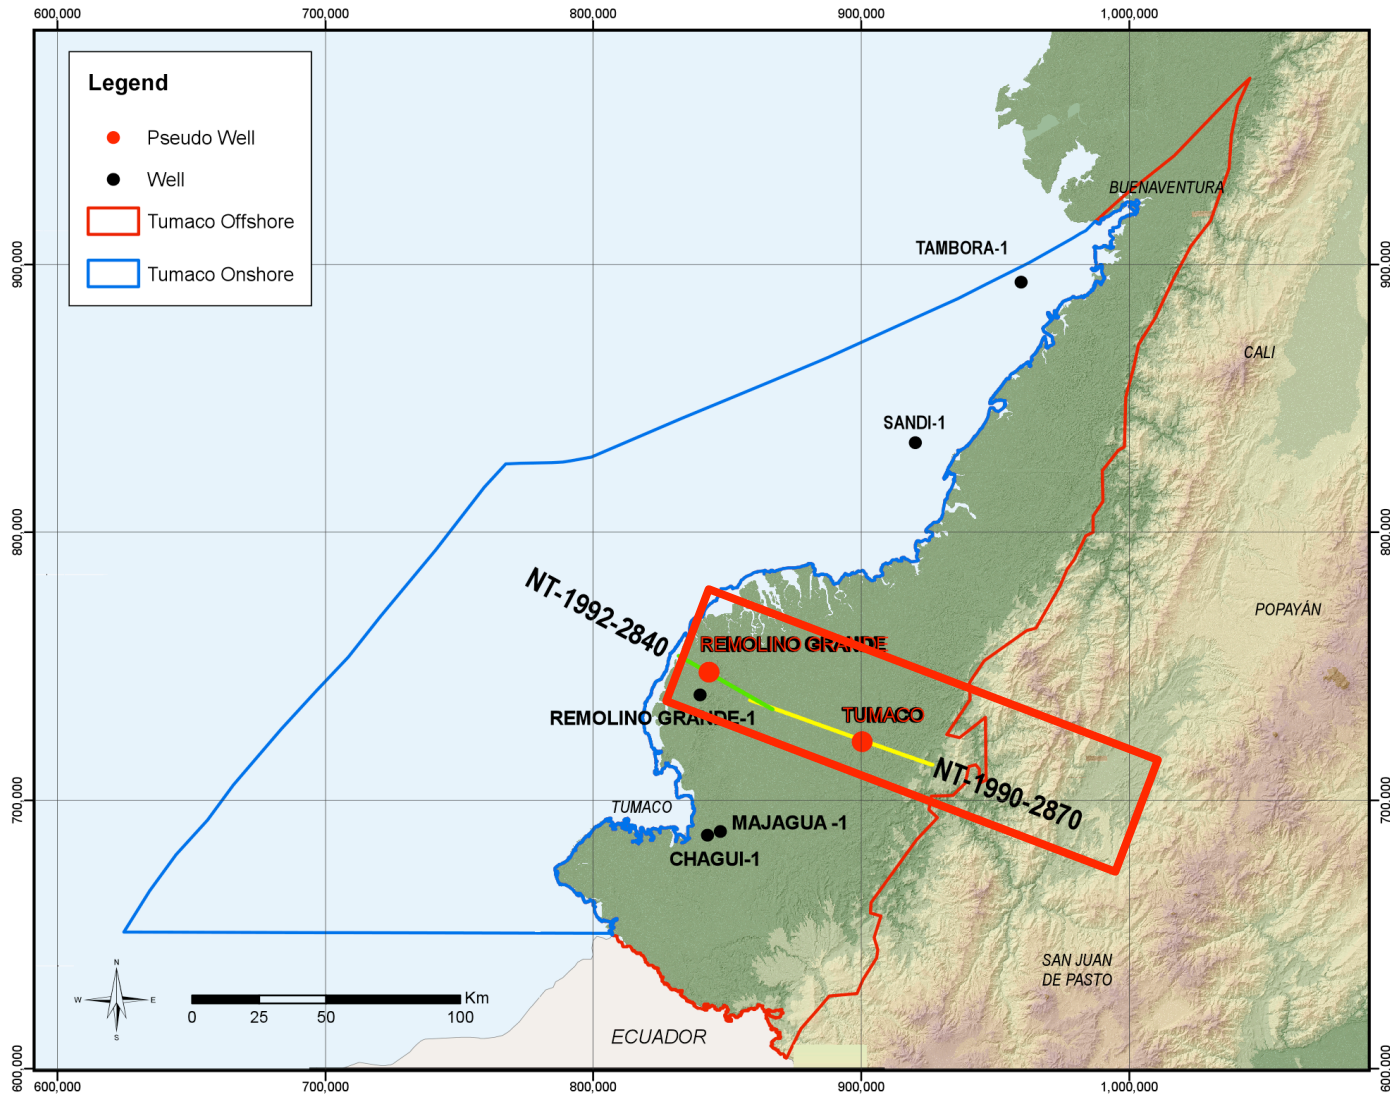 600,000
700,000
800,000
900,000
1,000,000
Legend
Pseudo Well
Well
Tumaco Offshore
Tumaco Onshore
BUENAVENTURA
TAMBORA-1
900,000
900,000
CALI
SANDI-1
800,000
800,000
NT-1992-2840
POPAYÁN
REMOLINO GRANDE
REMOLINO GRANDE-1
TUMACO
NT-1990-2870
700,000
700,000
TUMACO
MAJAGUA -1
CHAGUI-1
SAN JUAN
DE PASTO
N
W
E
S
Km
0
25
50
100
ECUADOR
600,000
600,000
600,000
700,000
800,000
900,000
1,000,000